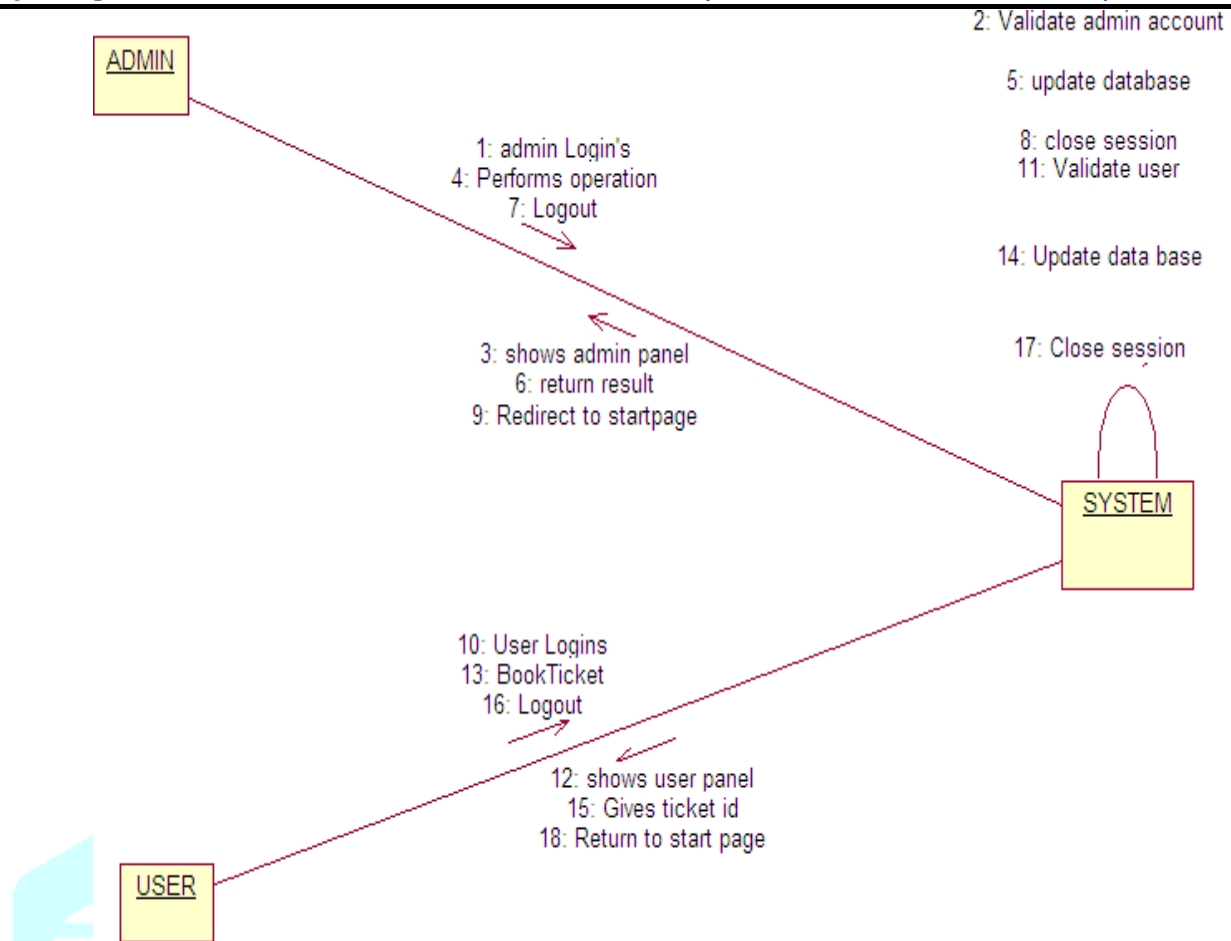 2: Validate admin account
ADMIN
5: update database
1: admin Login's
4: Performs operation
7: Logout
8: close session
11: Validate user
14: Update data base
3: shows admin panel
6: return result
9: Redirect to startpage
17: Close session
SYSTEM
10: User Logins
13: BookTicket
16: Logout
12: shows user panel
15: Gives ticket id
18: Return to start page
USER